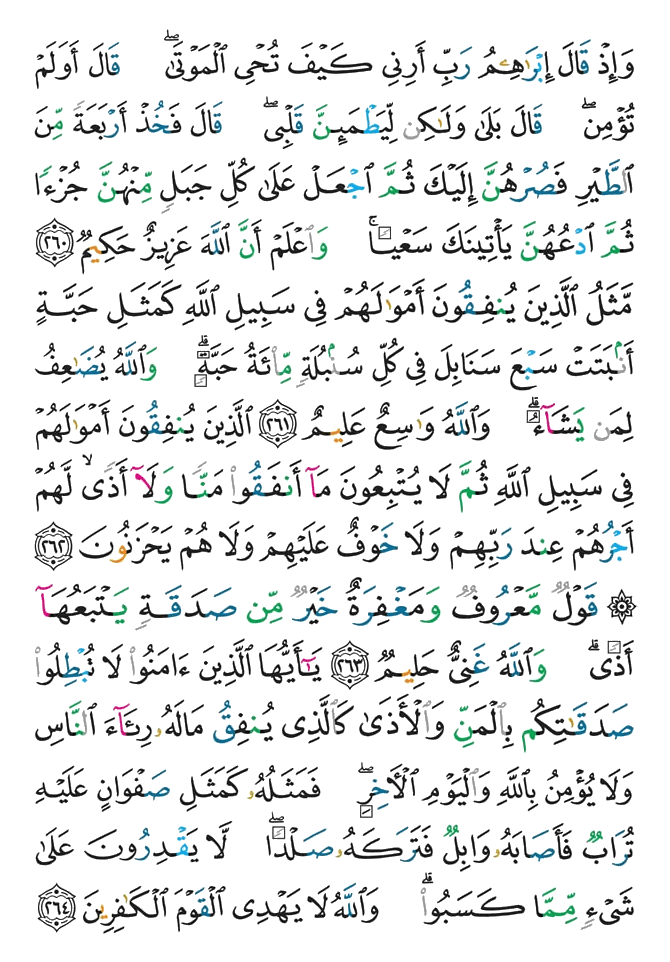 وَإِذْ قَالَ إِبْرَٰهِـۧمُ رَبِّ أَرِنِى كَيْفَ تُحْىِ ٱلْمَوْتَىٰ ۖ قَالَ أَوَلَمْ
تُؤْمِن ۖ قَالَ بَلَىٰ وَلَـٰكِن لِّيَطْمَئِنَّ قَلْبِى ۖ قَالَ فَخُذْ أَرْبَعَةً مِّنَ
ٱلطَّيْرِ فَصُرْهُنَّ إِلَيْكَ ثُمَّ ٱجْعَلْ عَلَىٰ كُلِّ جَبَلٍ مِّنْهُنَّ جُزْءًا
ثُمَّ ٱدْعُهُنَّ يَأْتِينَكَ سَعْيًا ۚ وَٱعْلَمْ أَنَّ ٱللَّهَ عَزِيزٌ حَكِيمٌ ٢٦٠
مَّثَلُ ٱلَّذِينَ يُنفِقُونَ أَمْوَٰلَهُمْ فِى سَبِيلِ ٱللَّهِ كَمَثَلِ حَبَّةٍ
أَنۢبَتَتْ سَبْعَ سَنَابِلَ فِى كُلِّ سُنۢبُلَةٍ مِّا۟ئَةُ حَبَّةٍ ۗ وَٱللَّهُ يُضَـٰعِفُ
لِمَن يَشَآءُ ۗ وَٱللَّهُ وَٰسِعٌ عَلِيمٌ ٢٦١ ٱلَّذِينَ يُنفِقُونَ أَمْوَٰلَهُمْ
فِى سَبِيلِ ٱللَّهِ ثُمَّ لَا يُتْبِعُونَ مَآ أَنفَقُوا۟ مَنًّا وَلَآ أَذًى ۙ لَّهُمْ
أَجْرُهُمْ عِندَ رَبِّهِمْ وَلَا خَوْفٌ عَلَيْهِمْ وَلَا هُمْ يَحْزَنُونَ ٢٦٢
۞ قَوْلٌ مَّعْرُوفٌ وَمَغْفِرَةٌ خَيْرٌ مِّن صَدَقَةٍ يَتْبَعُهَآ
أَذًى ۗ وَٱللَّهُ غَنِىٌّ حَلِيمٌ ٢٦٣ يَـٰٓأَيُّهَا ٱلَّذِينَ ءَامَنُوا۟ لَا تُبْطِلُوا۟
صَدَقَـٰتِكُم بِٱلْمَنِّ وَٱلْأَذَىٰ كَٱلَّذِى يُنفِقُ مَالَهُۥ رِئَآءَ ٱلنَّاسِ
وَلَا يُؤْمِنُ بِٱللَّهِ وَٱلْيَوْمِ ٱلْـَٔاخِرِ ۖ فَمَثَلُهُۥ كَمَثَلِ صَفْوَانٍ عَلَيْهِ
تُرَابٌ فَأَصَابَهُۥ وَابِلٌ فَتَرَكَهُۥ صَلْدًا ۖ لَّا يَقْدِرُونَ عَلَىٰ
شَىْءٍ مِّمَّا كَسَبُوا۟ ۗ وَٱللَّهُ لَا يَهْدِى ٱلْقَوْمَ ٱلْكَـٰفِرِينَ ٢٦٤